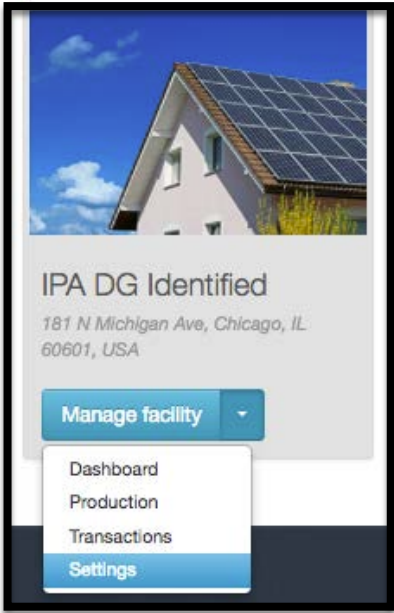 IPA DG Identified
181 N Michigan Ave, Chicago, IL
60601, USA
Manage facility
Dashboard
Production
Transactions
Settings